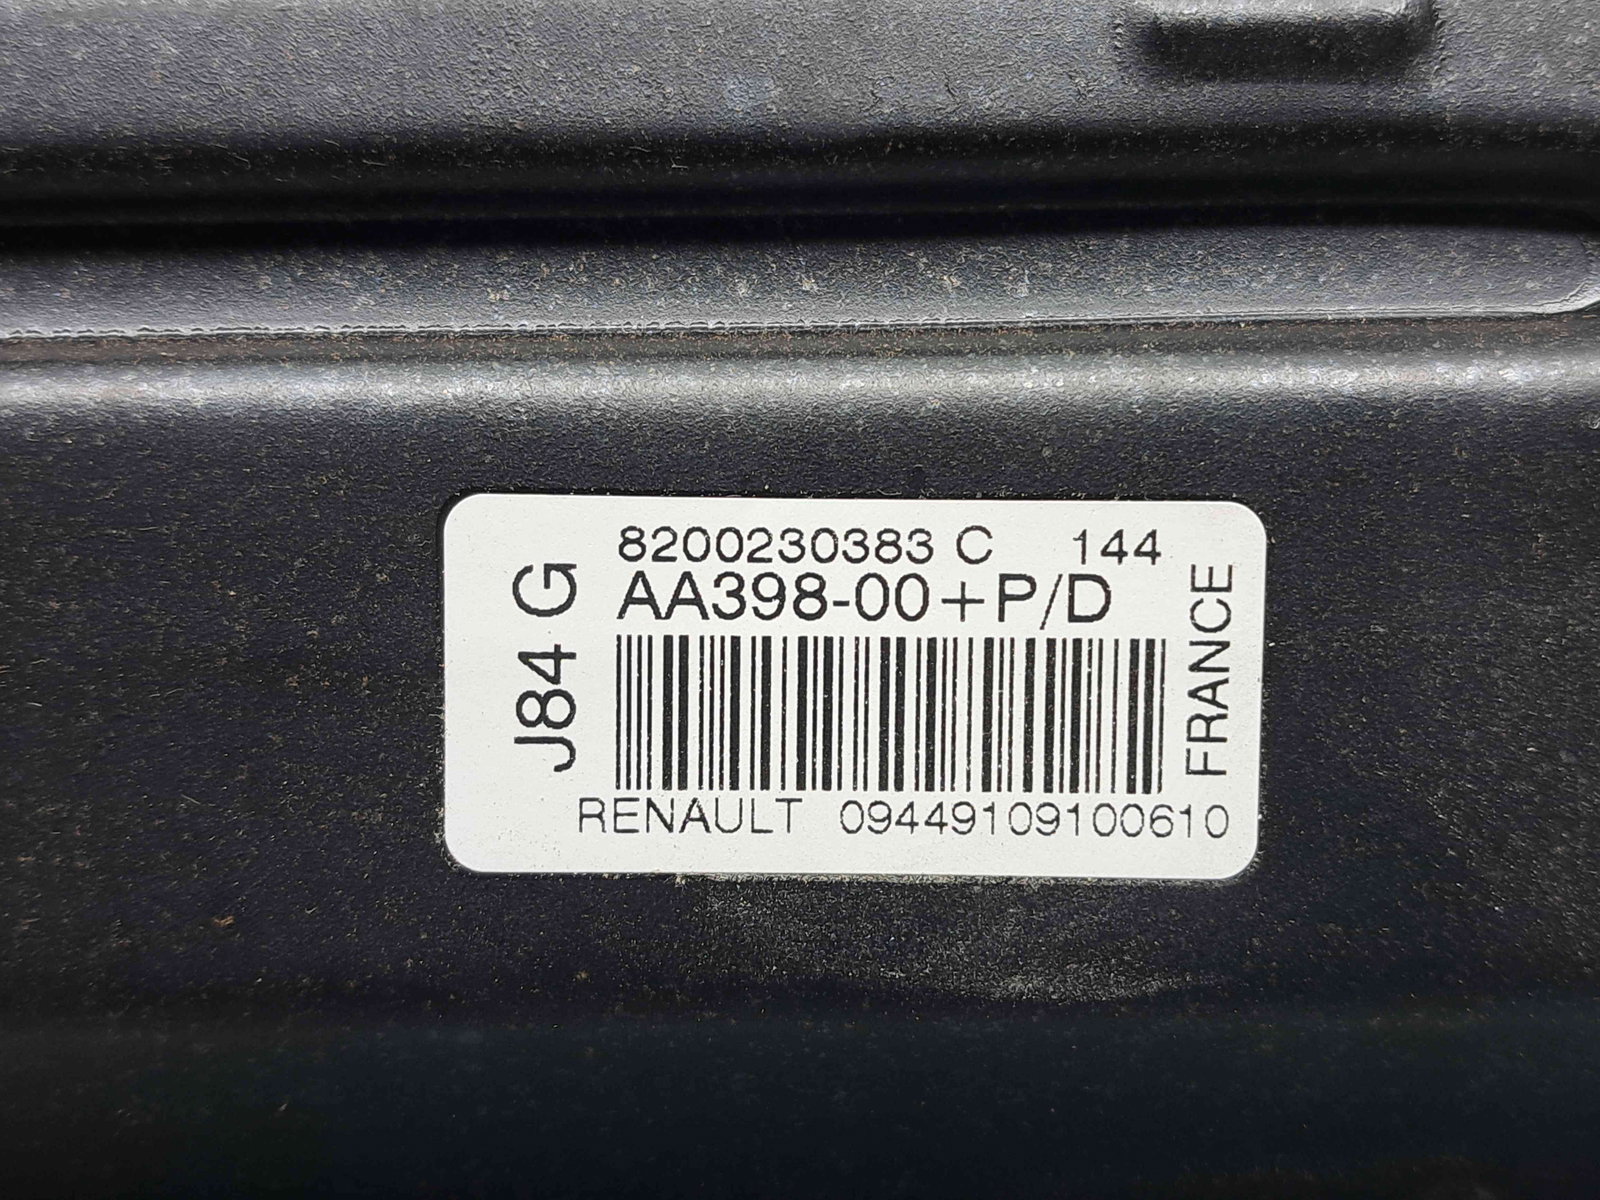 8200230383 C 144
AA398-00+P/D
J84 G
FRANCE
RENAULT 09449109100610